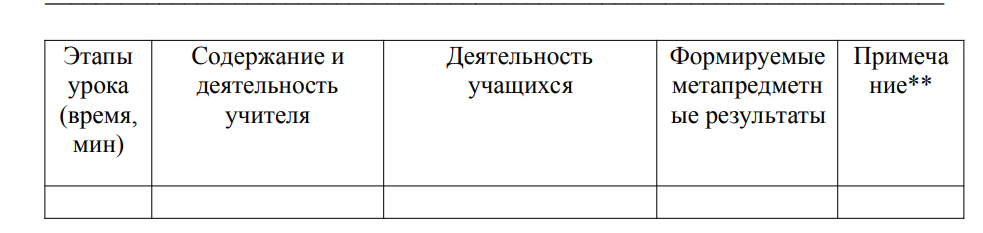 Этапы
урока
(время,
мин)
Содержание и
деятельность
учителя
Деятельность
учащихся
Формируемые
метапредметн
ые результаты
Примеча
ние**